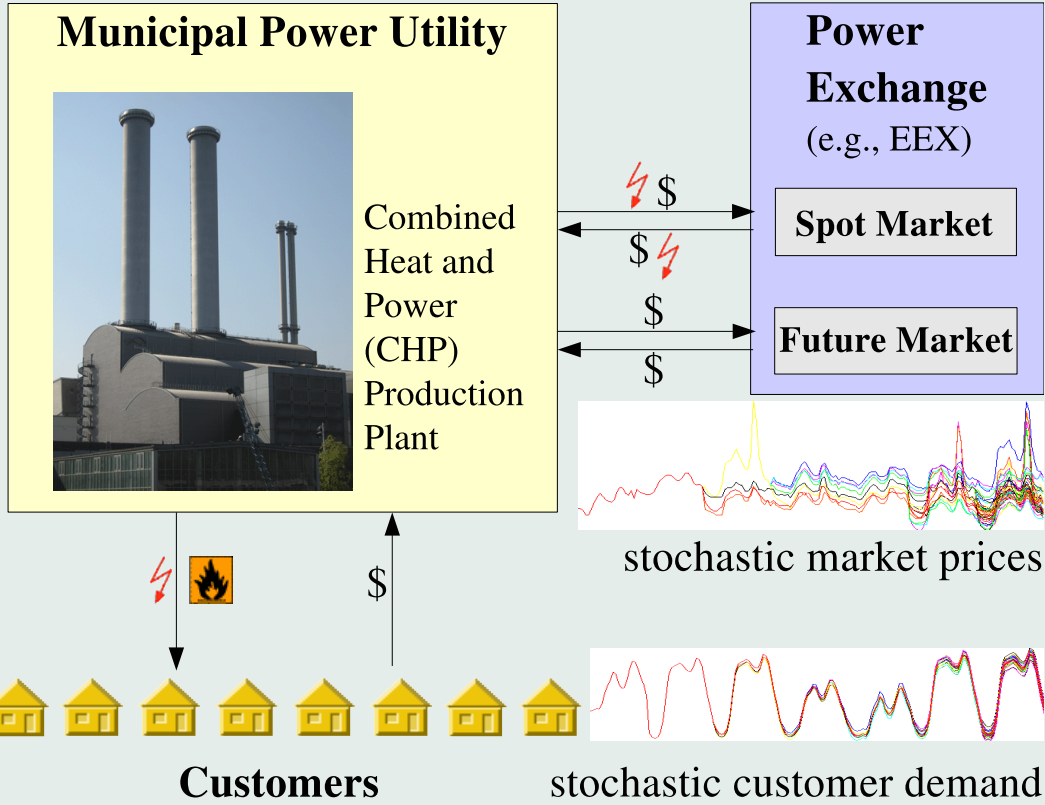 Municipal Power Utility
Combined
Heat and
Power
(CHP)
Production
Plant
Power
Exchange
(e.g., EEX)
$
$
Spot Market
$
$
Future Market
stochastic market prices
$
Customers
stochastic customer demand